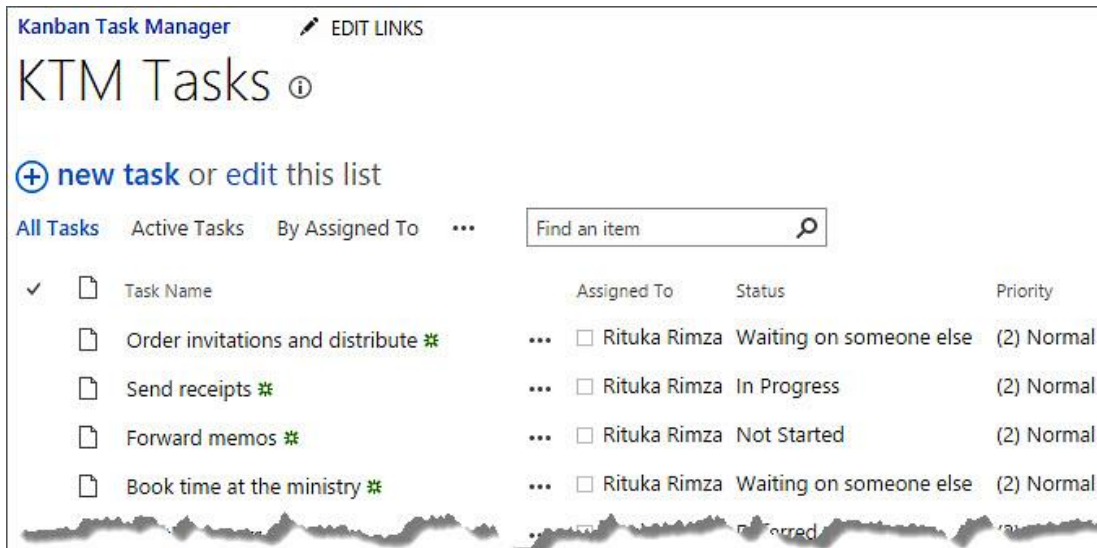 Kanban Task Manager EDIT LINKS
KTM Tasks
new task or edit this list
All Tasks Active Tasks By Assigned To ••• Find an item
Task Name Assigned To Status Priority
Order invitations and distribute ••• Rituka Rimza Waiting on someone else (2) Normal
Send receipts ••• Rituka Rimza In Progress (2) Normal
Forward memos ••• Rituka Rimza Not Started (2) Normal
Book time at the ministry ••• Rituka Rimza Waiting on someone else (2) Normal